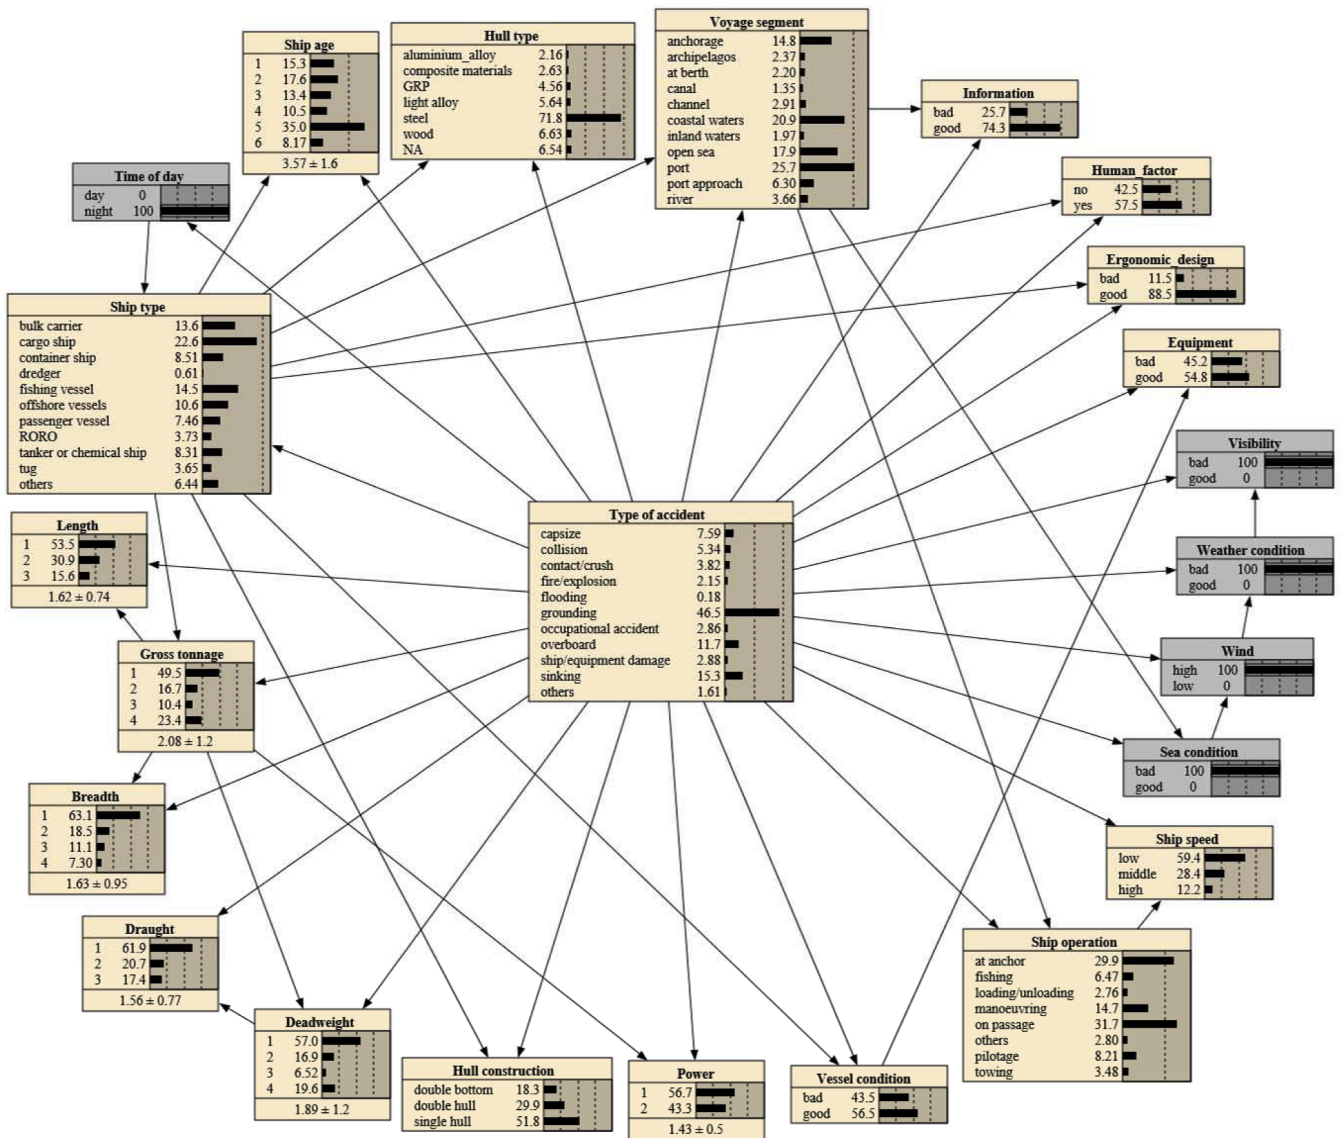 Ship age
1 15.3
2 17.6
3 13.4
4 10.5
5 35.0
6 8.17
3.57 ± 1.6
Hull type
aluminium_alloy 2.16
composite materials 2.63
GRP 4.56
light alloy 5.64
steel 71.8
wood 6.63
NA 6.54
Voyage segment
anchorage 14.8
archipelagos 2.37
at berth 2.20
canal 1.35
channel 2.91
coastal waters 20.9
inland waters 1.97
open sea 17.9
port 25.7
port approach 6.30
river 3.66
Information
bad 25.7
good 74.3
Time of day
day 0
night 100
Human_factor
no 42.5
yes 57.5
Ergonomic_design
bad 11.5
good 88.5
Ship type
bulk carrier 13.6
cargo ship 22.6
container ship 8.51
dredger 0.61
fishing vessel 14.5
offshore vessels 10.6
passenger vessel 7.46
RORO 3.73
tanker or chemical ship 8.31
tug 3.65
others 6.44
Equipment
bad 45.2
good 54.8
Visibility
bad 100
good 0
Type of accident
capsize 7.59
collision 5.34
contact/crush 3.82
fire/explosion 2.15
flooding 0.18
grounding 46.5
occupational accident 2.86
overboard 11.7
ship/equipment damage 2.88
sinking 15.3
others 1.61
Length
1 53.5
2 30.9
3 15.6
1.62 ± 0.74
Weather condition
bad 100
good 0
Gross tonnage
1 49.5
2 16.7
3 10.4
4 23.4
2.08 ± 1.2
Wind
high 100
low 0
Sea condition
bad 100
good 0
Breadth
1 63.1
2 18.5
3 11.1
4 7.30
1.63 ± 0.95
Ship speed
low 59.4
middle 28.4
high 12.2
Draught
1 61.9
2 20.7
3 17.4
1.56 ± 0.77
Ship operation
at anchor 29.9
fishing 6.47
loading/unloading 2.76
manoeuvring 14.7
on passage 31.7
others 2.80
pilotage 8.21
towing 3.48
Deadweight
1 57.0
2 16.9
3 6.52
4 19.6
1.89 ± 1.2
Hull construction
double bottom 18.3
double hull 29.9
single hull 51.8
Power
1 56.7
2 43.3
1.43 ± 0.5
Vessel condition
bad 43.5
good 56.5